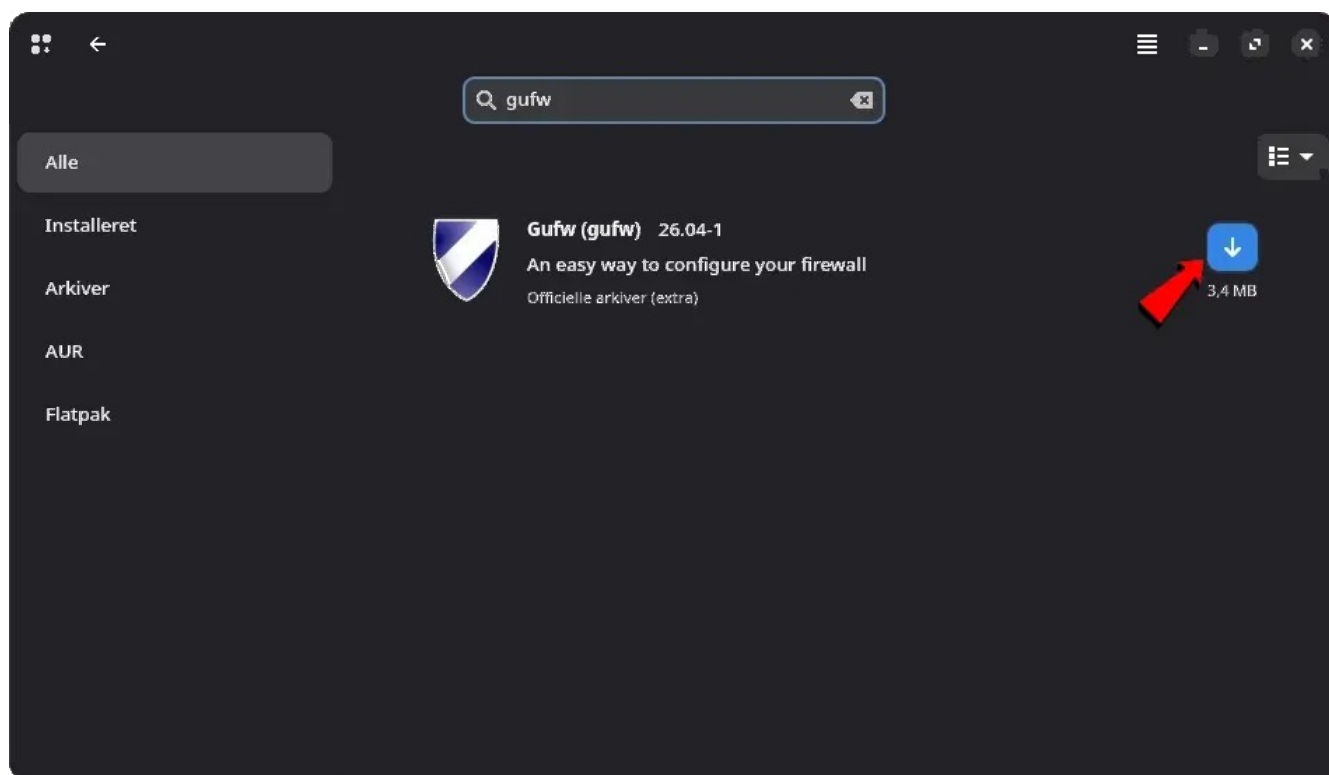 gufw
Alle
Installeret
Arkiver
AUR
Flatpak
Gufw (gufw) 26.04-1
An easy way to configure your firewall
Officielle arkiver (extra)
3,4 MB